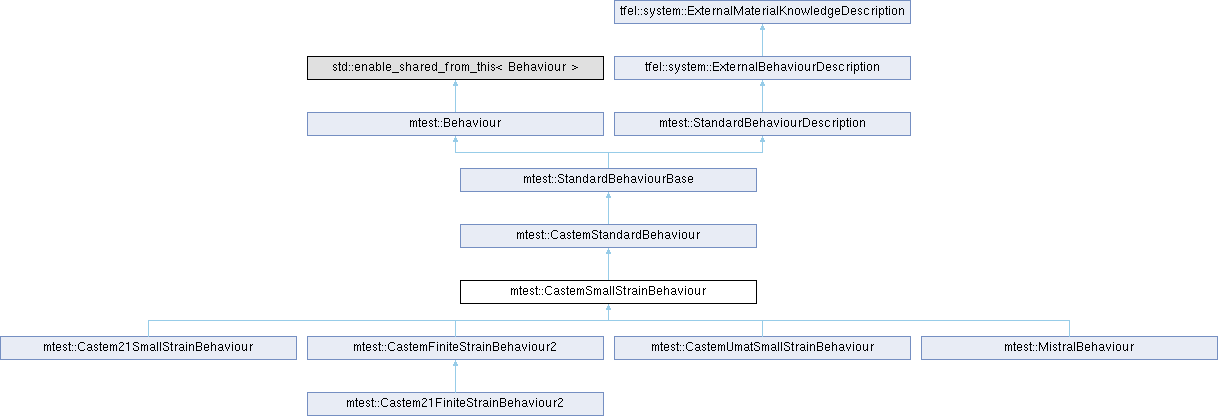 tfel::system::ExternalMaterialKnowledgeDescription
std::enable_shared_from_this< Behaviour >
tfel::system::ExternalBehaviourDescription
mtest::Behaviour
mtest::StandardBehaviourDescription
mtest::StandardBehaviourBase
mtest::CastemStandardBehaviour
mtest::CastemSmallStrainBehaviour
mtest::Castem21SmallStrainBehaviour
mtest::CastemFiniteStrainBehaviour2
mtest::CastemUmatSmallStrainBehaviour
mtest::MistralBehaviour
mtest::Castem21FiniteStrainBehaviour2